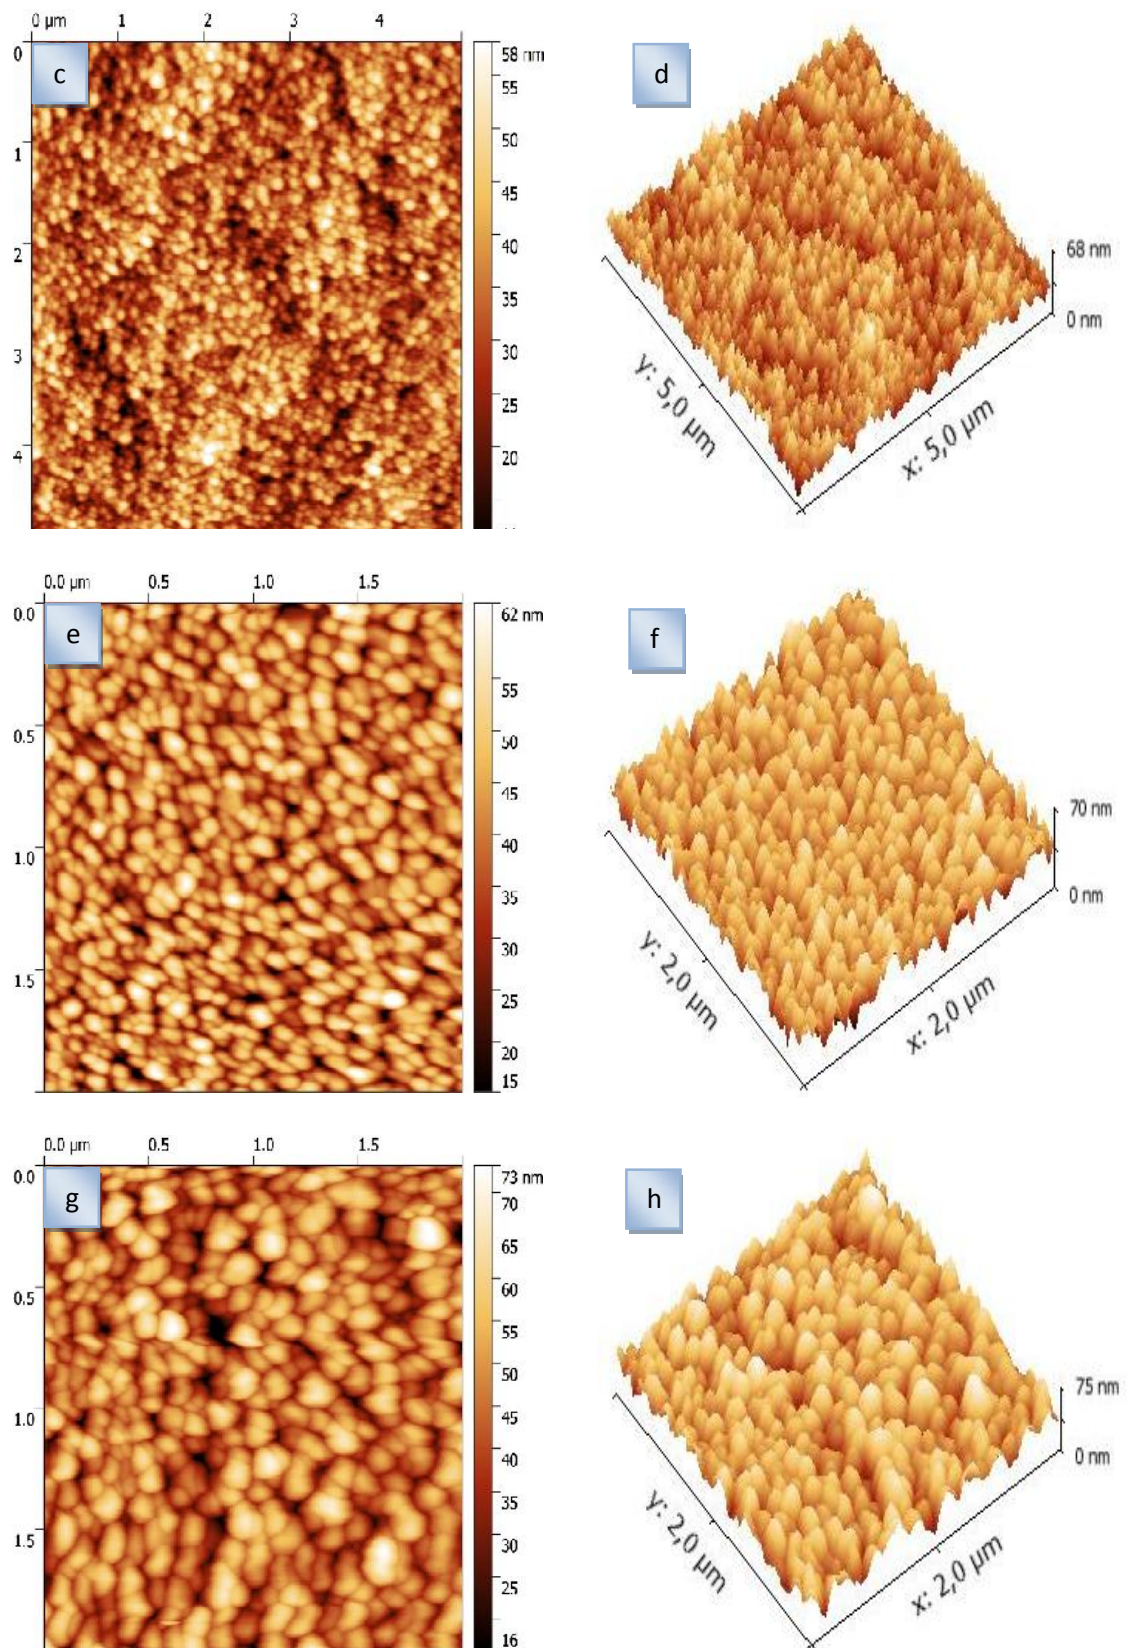 0 µm 1 2 3 4
c
0
1
2
3
4
58 nm
55
50
45
40
35
30
25
20
d
68 nm
0 nm
y: 5,0 µm
x: 5,0 µm
0.0 µm 0.5 1.0 1.5
e
0.0
0.5
1.0
1.5
62 nm
55
50
45
40
35
30
25
20
15
f
70 nm
0 nm
y: 2,0 µm
x: 2,0 µm
0.0 µm 0.5 1.0 1.5
g
0.0
0.5
1.0
1.5
73 nm
70
65
60
55
50
45
40
35
30
25
16
h
75 nm
0 nm
y: 2,0 µm
x: 2,0 µm